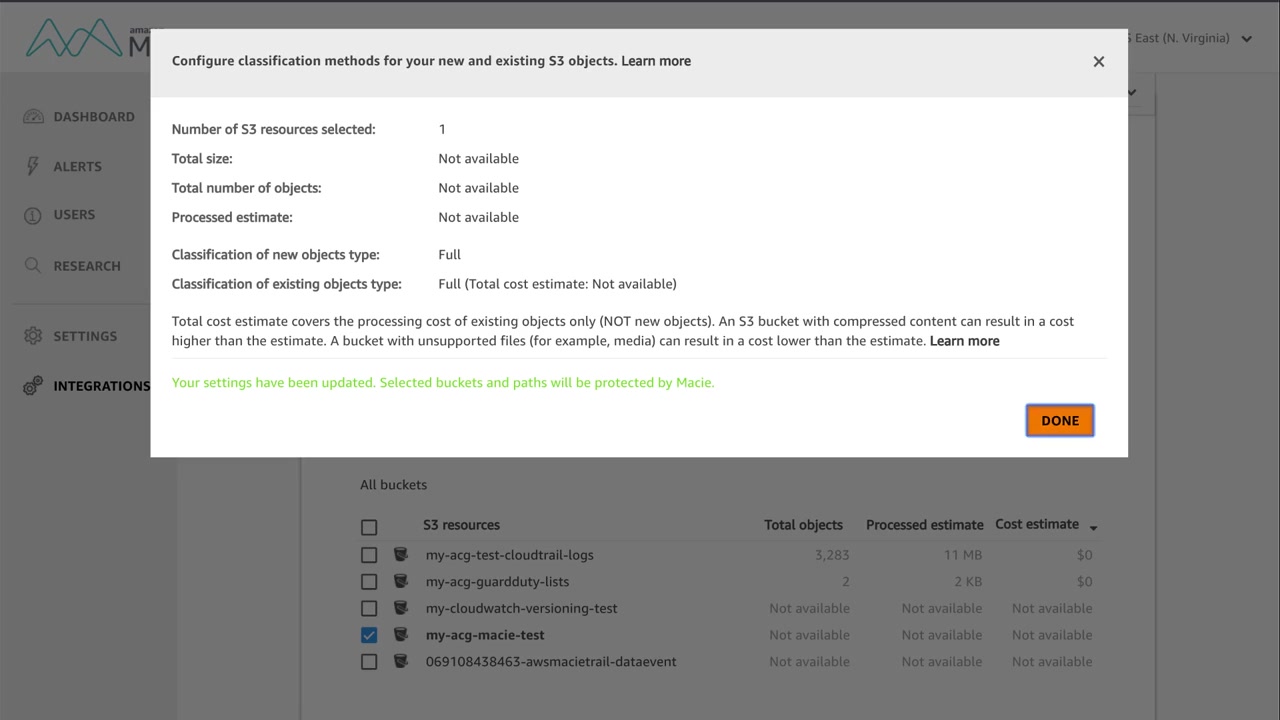 ama
M
S East (N. Virginia)
Configure classification methods for your new and existing S3 objects. Learn more
DASHBOARD
ALERTS
USERS
RESEARCH
SETTINGS
INTEGRATIONS
Number of S3 resources selected: 1
Total size: Not available
Total number of objects: Not available
Processed estimate: Not available
Classification of new objects type: Full
Classification of existing objects type: Full (Total cost estimate: Not available)
Total cost estimate covers the processing cost of existing objects only (NOT new objects). An S3 bucket with compressed content can result in a cost
higher than the estimate. A bucket with unsupported files (for example, media) can result in a cost lower than the estimate. Learn more
Your settings have been updated. Selected buckets and paths will be protected by Macie.
DONE
All buckets
S3 resources Total objects Processed estimate Cost estimate
my-acg-test-cloudtrail-logs 3,283 11 MB $0
my-acg-guardduty-lists 2 2 KB $0
my-cloudwatch-versioning-test Not available Not available Not available
my-acg-macie-test Not available Not available Not available
069108438463-awsmacietrail-dataevent Not available Not available Not available